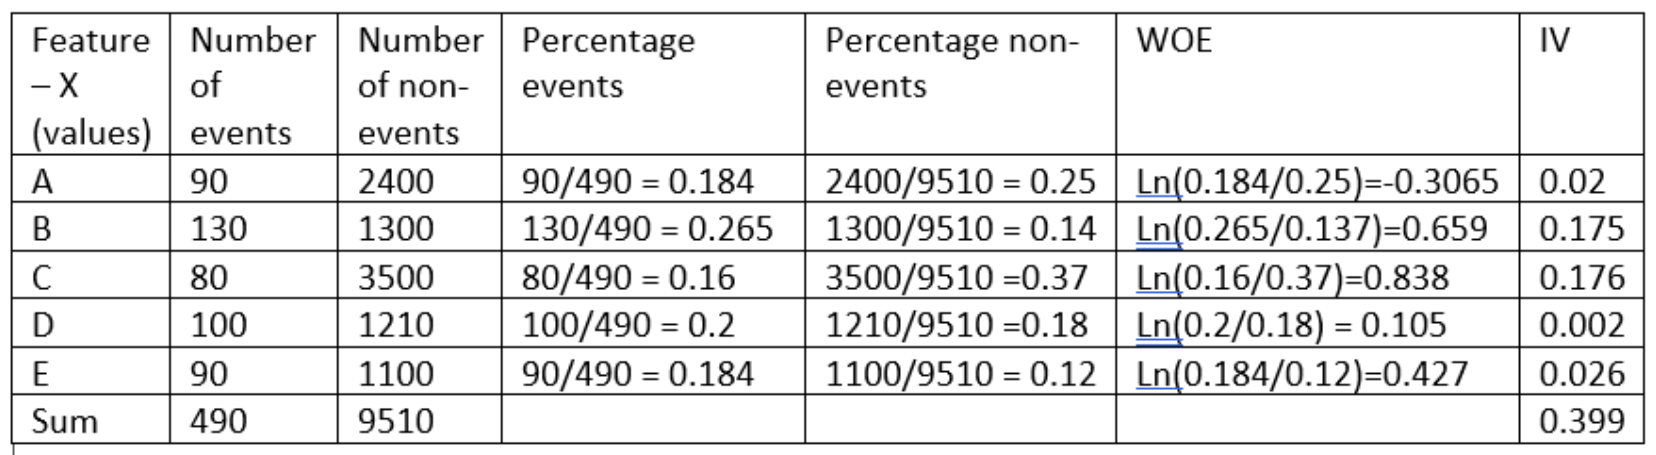 Feature – X (values) | Number of events | Number of non-events | Percentage events | Percentage non-events | WOE | IV
A | 90 | 2400 | 90/490 = 0.184 | 2400/9510 = 0.25 | Ln(0.184/0.25)=-0.3065 | 0.02
B | 130 | 1300 | 130/490 = 0.265 | 1300/9510 = 0.14 | Ln(0.265/0.137)=0.659 | 0.175
C | 80 | 3500 | 80/490 = 0.16 | 3500/9510 =0.37 | Ln(0.16/0.37)=0.838 | 0.176
D | 100 | 1210 | 100/490 = 0.2 | 1210/9510 =0.18 | Ln(0.2/0.18) = 0.105 | 0.002
E | 90 | 1100 | 90/490 = 0.184 | 1100/9510 = 0.12 | Ln(0.184/0.12)=0.427 | 0.026
Sum | 490 | 9510 | | | | 0.399